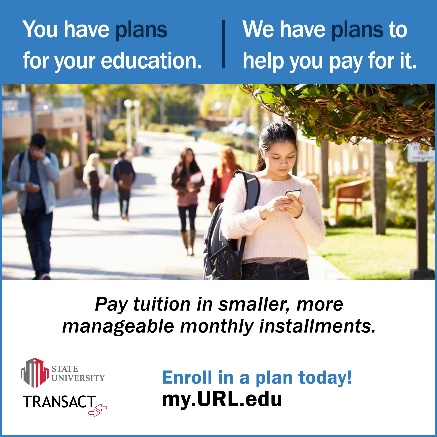 You have plans
for your education.
We have plans to
help you pay for it.
Pay tuition in smaller, more
manageable monthly installments.
STATE
UNIVERSITY
TRANSACT
Enroll in a plan today!
my.URL.edu